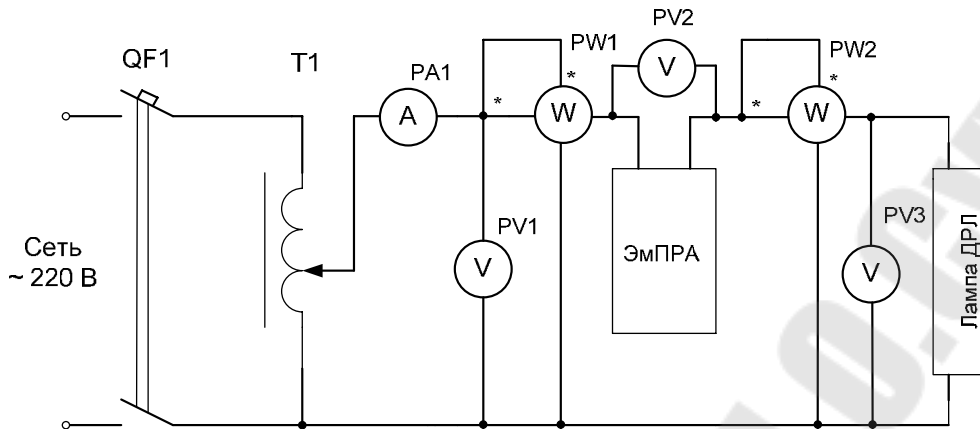 QF1
T1
PA1
A
*
PW1
*
W
PV2
V
*
PW2
*
W
PV1
V
PV3
V
Сеть
~ 220 В
ЭмПРА
Лампа ДРЛ